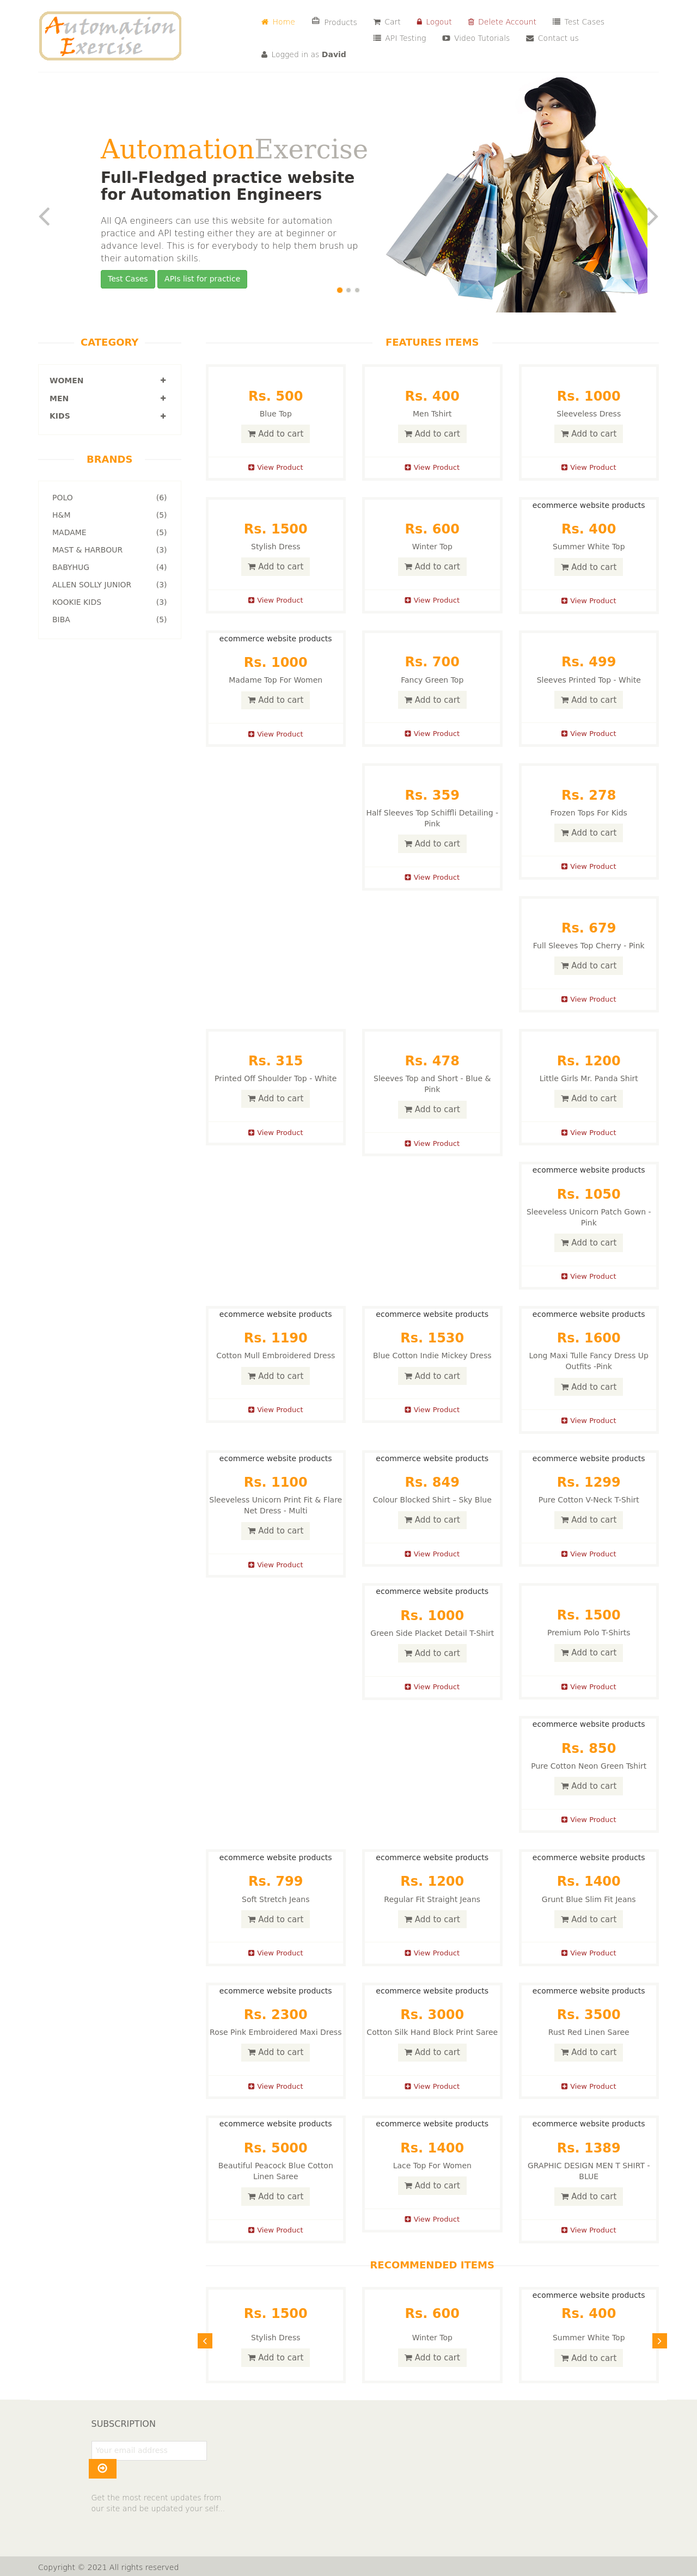 Automation
Exercise
Home
Products
Cart
Logout
Delete Account
Test Cases
API Testing
Video Tutorials
Contact us
Logged in as David
AutomationExercise
Full-Fledged practice website
for Automation Engineers
All QA engineers can use this website for automation
practice and API testing either they are at beginner or
advance level. This is for everybody to help them brush up
their automation skills.
Test Cases
APIs list for practice
CATEGORY
WOMEN
MEN
KIDS
BRANDS
POLO (6)
H&M (5)
MADAME (5)
MAST & HARBOUR (3)
BABYHUG (4)
ALLEN SOLLY JUNIOR (3)
KOOKIE KIDS (3)
BIBA (5)
FEATURES ITEMS
Rs. 500
Blue Top
Add to cart
View Product
Rs. 400
Men Tshirt
Add to cart
View Product
Rs. 1000
Sleeveless Dress
Add to cart
View Product
Rs. 1500
Stylish Dress
Add to cart
View Product
Rs. 600
Winter Top
Add to cart
View Product
ecommerce website products
Rs. 400
Summer White Top
Add to cart
View Product
ecommerce website products
Rs. 1000
Madame Top For Women
Add to cart
View Product
Rs. 700
Fancy Green Top
Add to cart
View Product
Rs. 499
Sleeves Printed Top - White
Add to cart
View Product
Rs. 359
Half Sleeves Top Schiffli Detailing -
Pink
Add to cart
View Product
Rs. 278
Frozen Tops For Kids
Add to cart
View Product
Rs. 679
Full Sleeves Top Cherry - Pink
Add to cart
View Product
Rs. 315
Printed Off Shoulder Top - White
Add to cart
View Product
Rs. 478
Sleeves Top and Short - Blue &
Pink
Add to cart
View Product
Rs. 1200
Little Girls Mr. Panda Shirt
Add to cart
View Product
ecommerce website products
Rs. 1050
Sleeveless Unicorn Patch Gown -
Pink
Add to cart
View Product
ecommerce website products
Rs. 1190
Cotton Mull Embroidered Dress
Add to cart
View Product
ecommerce website products
Rs. 1530
Blue Cotton Indie Mickey Dress
Add to cart
View Product
ecommerce website products
Rs. 1600
Long Maxi Tulle Fancy Dress Up
Outfits -Pink
Add to cart
View Product
ecommerce website products
Rs. 1100
Sleeveless Unicorn Print Fit & Flare
Net Dress - Multi
Add to cart
View Product
ecommerce website products
Rs. 849
Colour Blocked Shirt – Sky Blue
Add to cart
View Product
ecommerce website products
Rs. 1299
Pure Cotton V-Neck T-Shirt
Add to cart
View Product
ecommerce website products
Rs. 1000
Green Side Placket Detail T-Shirt
Add to cart
View Product
Rs. 1500
Premium Polo T-Shirts
Add to cart
View Product
ecommerce website products
Rs. 850
Pure Cotton Neon Green Tshirt
Add to cart
View Product
ecommerce website products
Rs. 799
Soft Stretch Jeans
Add to cart
View Product
ecommerce website products
Rs. 1200
Regular Fit Straight Jeans
Add to cart
View Product
ecommerce website products
Rs. 1400
Grunt Blue Slim Fit Jeans
Add to cart
View Product
ecommerce website products
Rs. 2300
Rose Pink Embroidered Maxi Dress
Add to cart
View Product
ecommerce website products
Rs. 3000
Cotton Silk Hand Block Print Saree
Add to cart
View Product
ecommerce website products
Rs. 3500
Rust Red Linen Saree
Add to cart
View Product
ecommerce website products
Rs. 5000
Beautiful Peacock Blue Cotton
Linen Saree
Add to cart
View Product
ecommerce website products
Rs. 1400
Lace Top For Women
Add to cart
View Product
ecommerce website products
Rs. 1389
GRAPHIC DESIGN MEN T SHIRT -
BLUE
Add to cart
View Product
RECOMMENDED ITEMS
Rs. 1500
Stylish Dress
Add to cart
Rs. 600
Winter Top
Add to cart
ecommerce website products
Rs. 400
Summer White Top
Add to cart
SUBSCRIPTION
Your email address
Get the most recent updates from
our site and be updated your self...
Copyright © 2021 All rights reserved